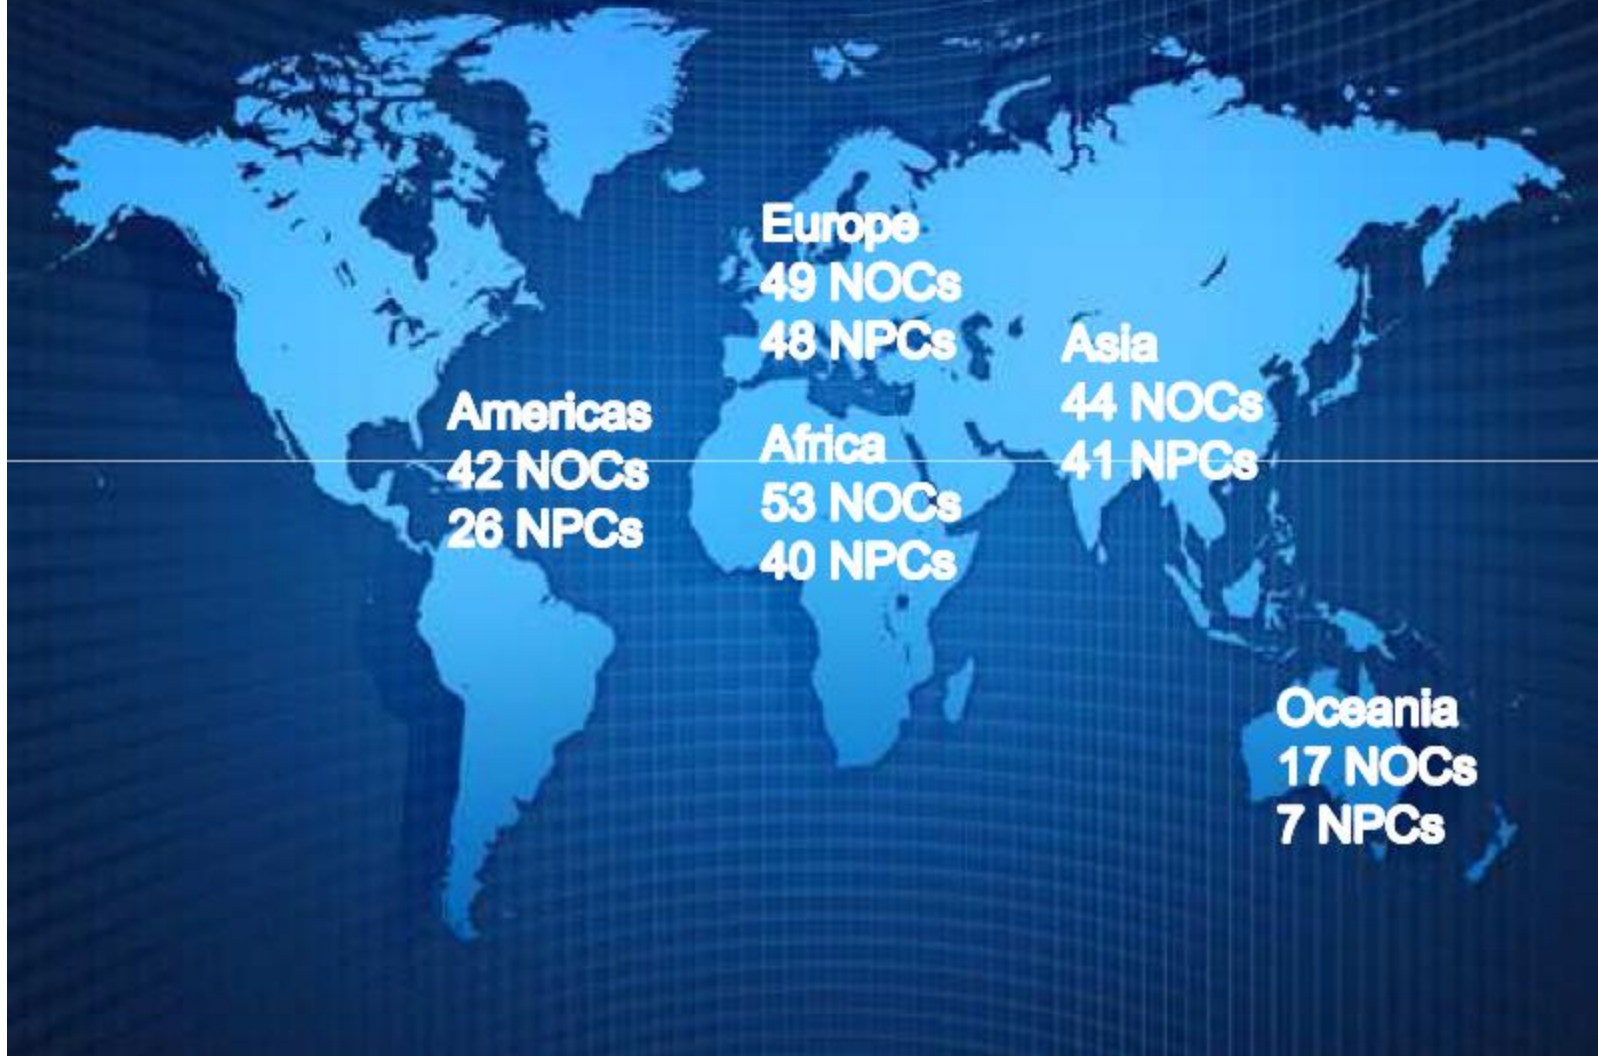 Europe
49 NOCs
48 NPCs
Asia
44 NOCs
41 NPCs
Americas
42 NOCs
26 NPCs
Africa
53 NOCs
40 NPCs
Oceania
17 NOCs
7 NPCs